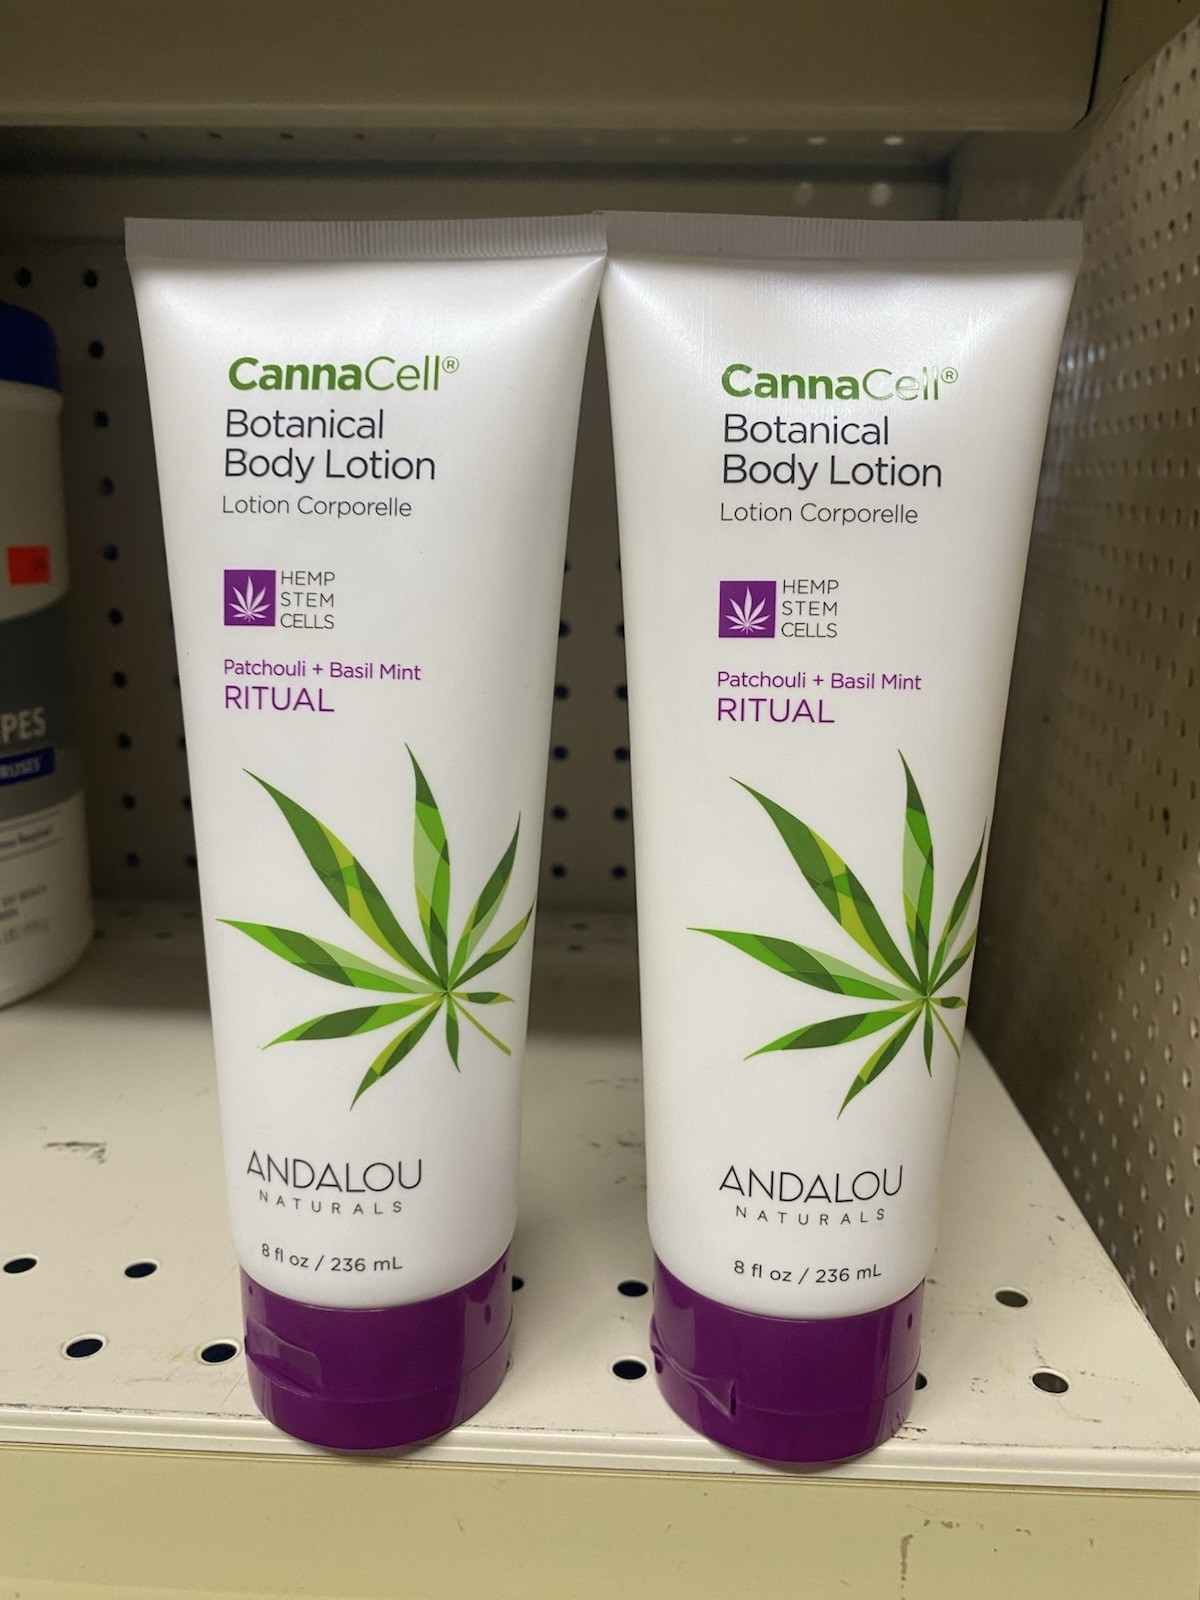 CannaCell®
Botanical
Body Lotion
Lotion Corporelle
HEMP
STEM
CELLS
Patchouli + Basil Mint
RITUAL
ANDALOU
NATURALS
8 fl oz / 236 mL
CannaCell®
Botanical
Body Lotion
Lotion Corporelle
HEMP
STEM
CELLS
Patchouli + Basil Mint
RITUAL
ANDALOU
NATURALS
8 fl oz / 236 mL
PES
RUSES